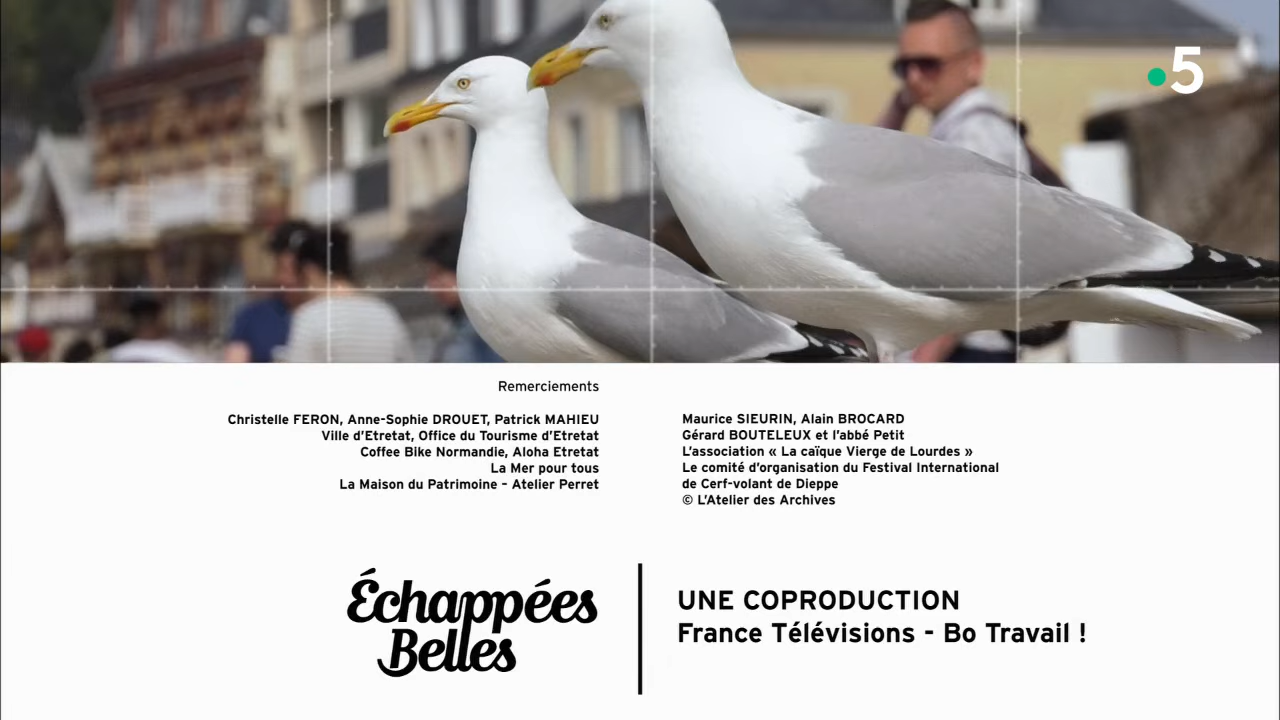 5
Remerciements
Christelle FERON, Anne-Sophie DROUET, Patrick MAHIEU
Ville d'Etretat, Office du Tourisme d'Etretat
Coffee Bike Normandie, Aloha Etretat
La Mer pour tous
La Maison du Patrimoine – Atelier Perret
Maurice SIEURIN, Alain BROCARD
Gérard BOUTELEUX et l'abbé Petit
L'association « La caïque Vierge de Lourdes »
Le comité d'organisation du Festival International
de Cerf-volant de Dieppe
© L'Atelier des Archives
Échappées
Belles
UNE COPRODUCTION
France Télévisions - Bo Travail !